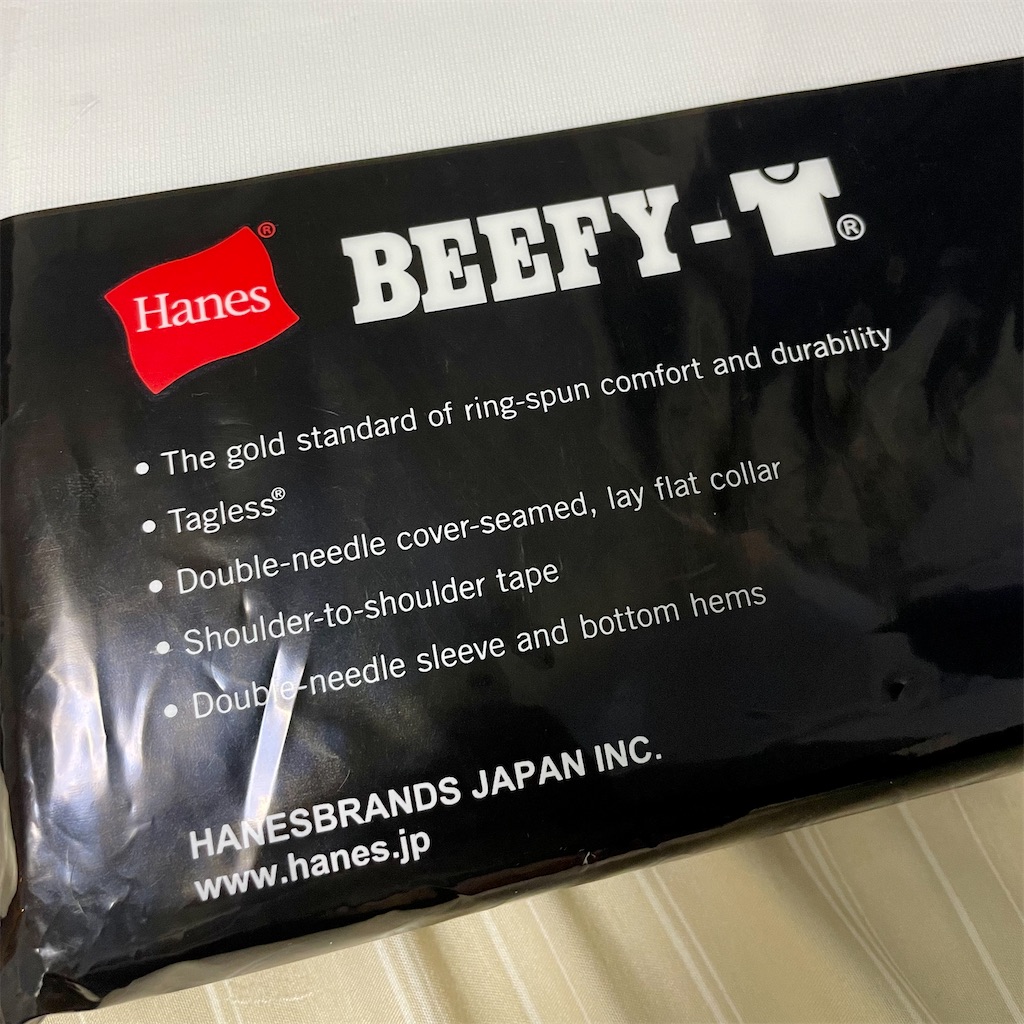 Hanes®
BEEFY-T®
• The gold standard of ring-spun comfort and durability
• Tagless®
• Double-needle cover-seamed, lay flat collar
• Shoulder-to-shoulder tape
• Double-needle sleeve and bottom hems
HANESBRANDS JAPAN INC.
www.hanes.jp